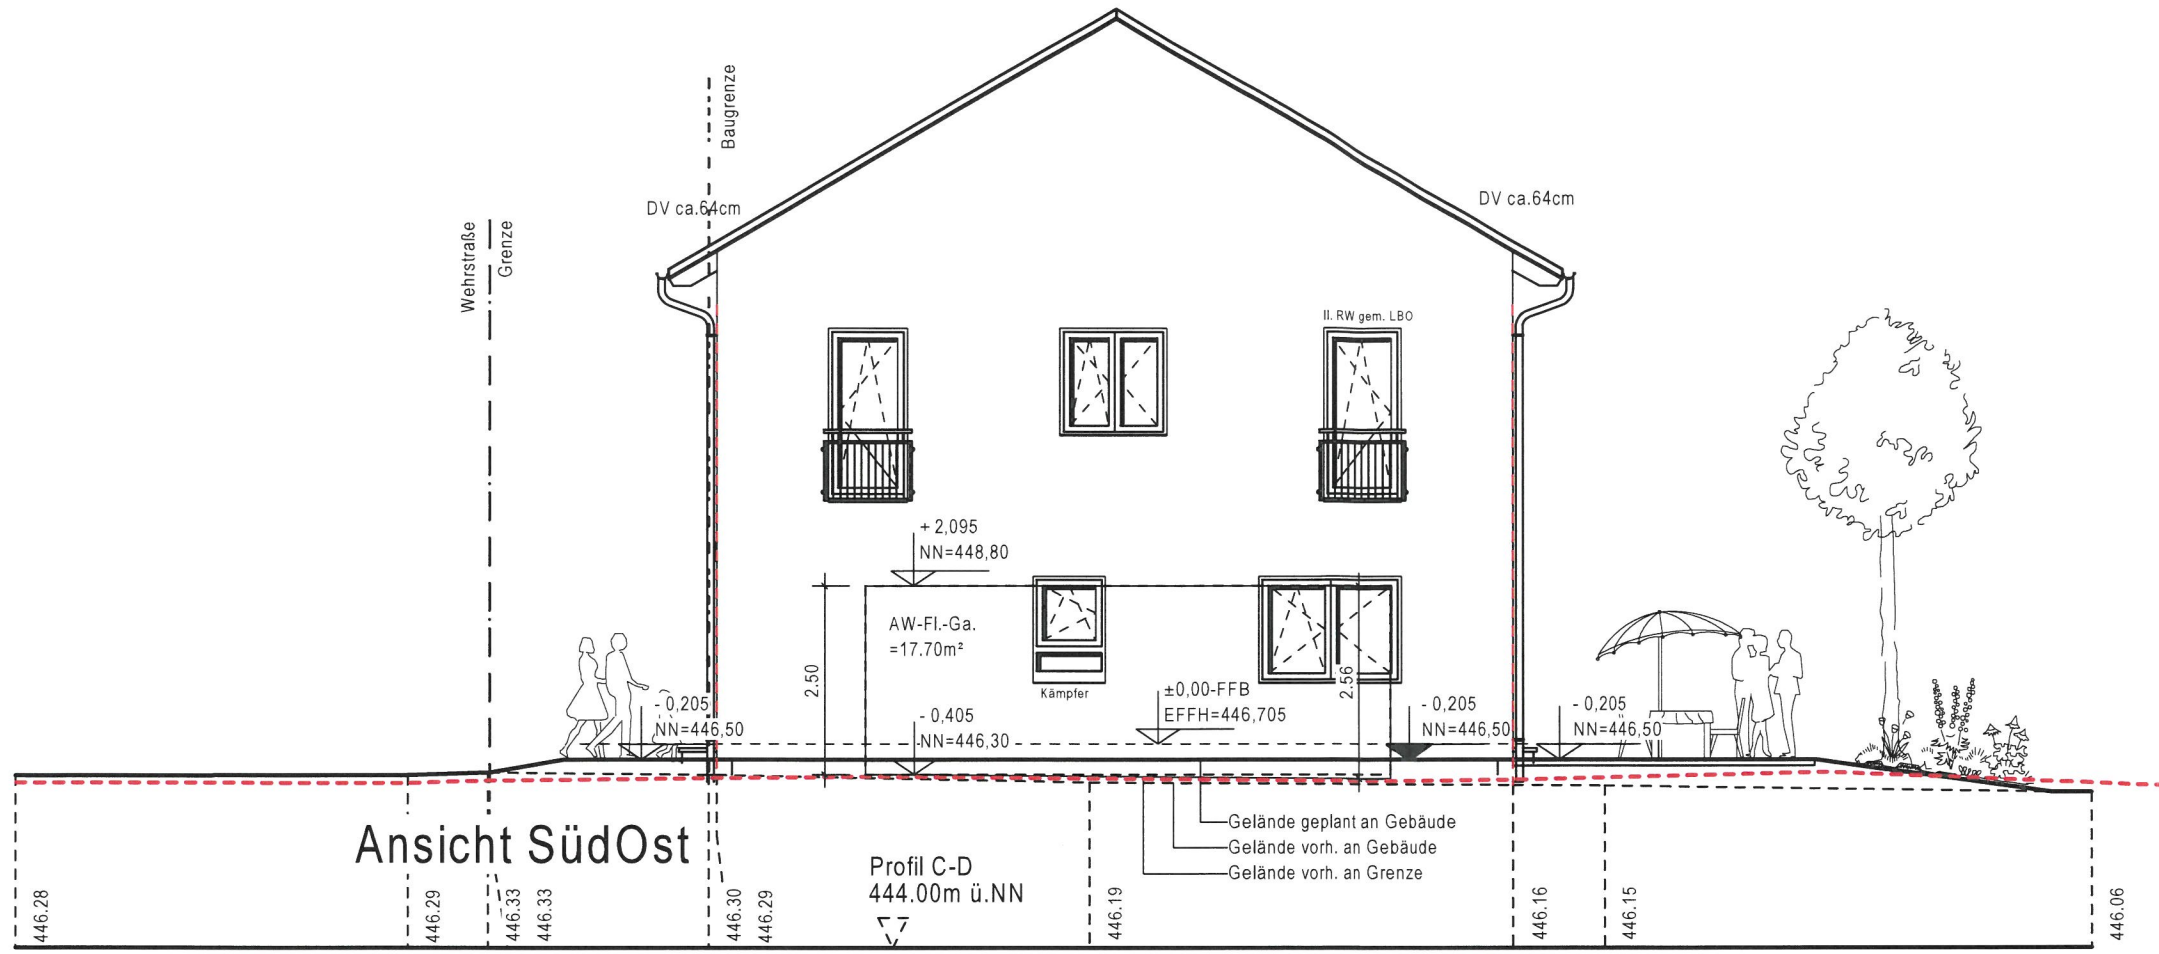 Baugrenze
DV ca.64cm
DV ca.64cm
Wehrstraße
Grenze
II. RW gem. LBO
+ 2,095
NN=448,80
AW-Fl.-Ga.
=17.70m²
2.50
2.56
Kämpfer
±0,00-FFB
EFFH=446,705
- 0,205
NN=446,50
- 0,405
NN=446,30
- 0,205
NN=446,50
- 0,205
NN=446,50
Gelände geplant an Gebäude
Gelände vorh. an Gebäude
Gelände vorh. an Grenze
Ansicht SüdOst
Profil C-D
444.00m ü.NN
446.28
446.29
446.33
446.33
446.30
446.29
446.19
446.16
446.15
446.06